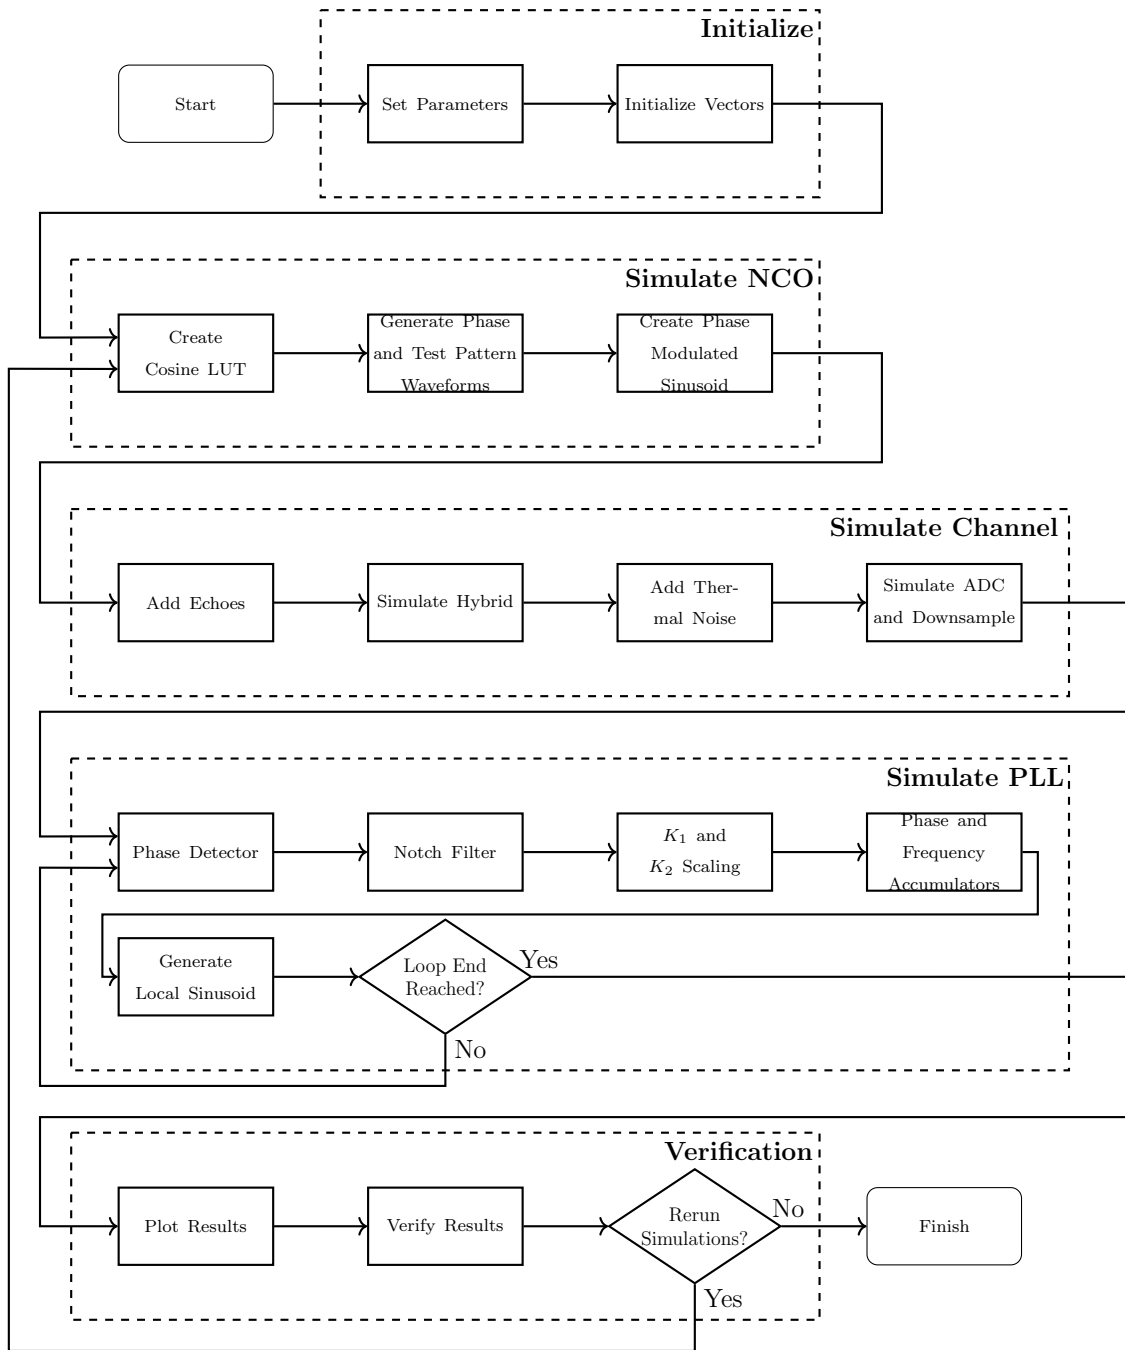 Initialize
Start
Set Parameters
Initialize Vectors
Simulate NCO
Create
Cosine LUT
Generate Phase
and Test Pattern
Waveforms
Create Phase
Modulated
Sinusoid
Simulate Channel
Add Echoes
Simulate Hybrid
Add Ther-
mal Noise
Simulate ADC
and Downsample
Simulate PLL
Phase Detector
Notch Filter
K₁ and
K₂ Scaling
Phase and
Frequency
Accumulators
Generate
Local Sinusoid
Loop End
Reached?
Yes
No
Verification
Plot Results
Verify Results
Rerun
Simulations?
No
Yes
Finish